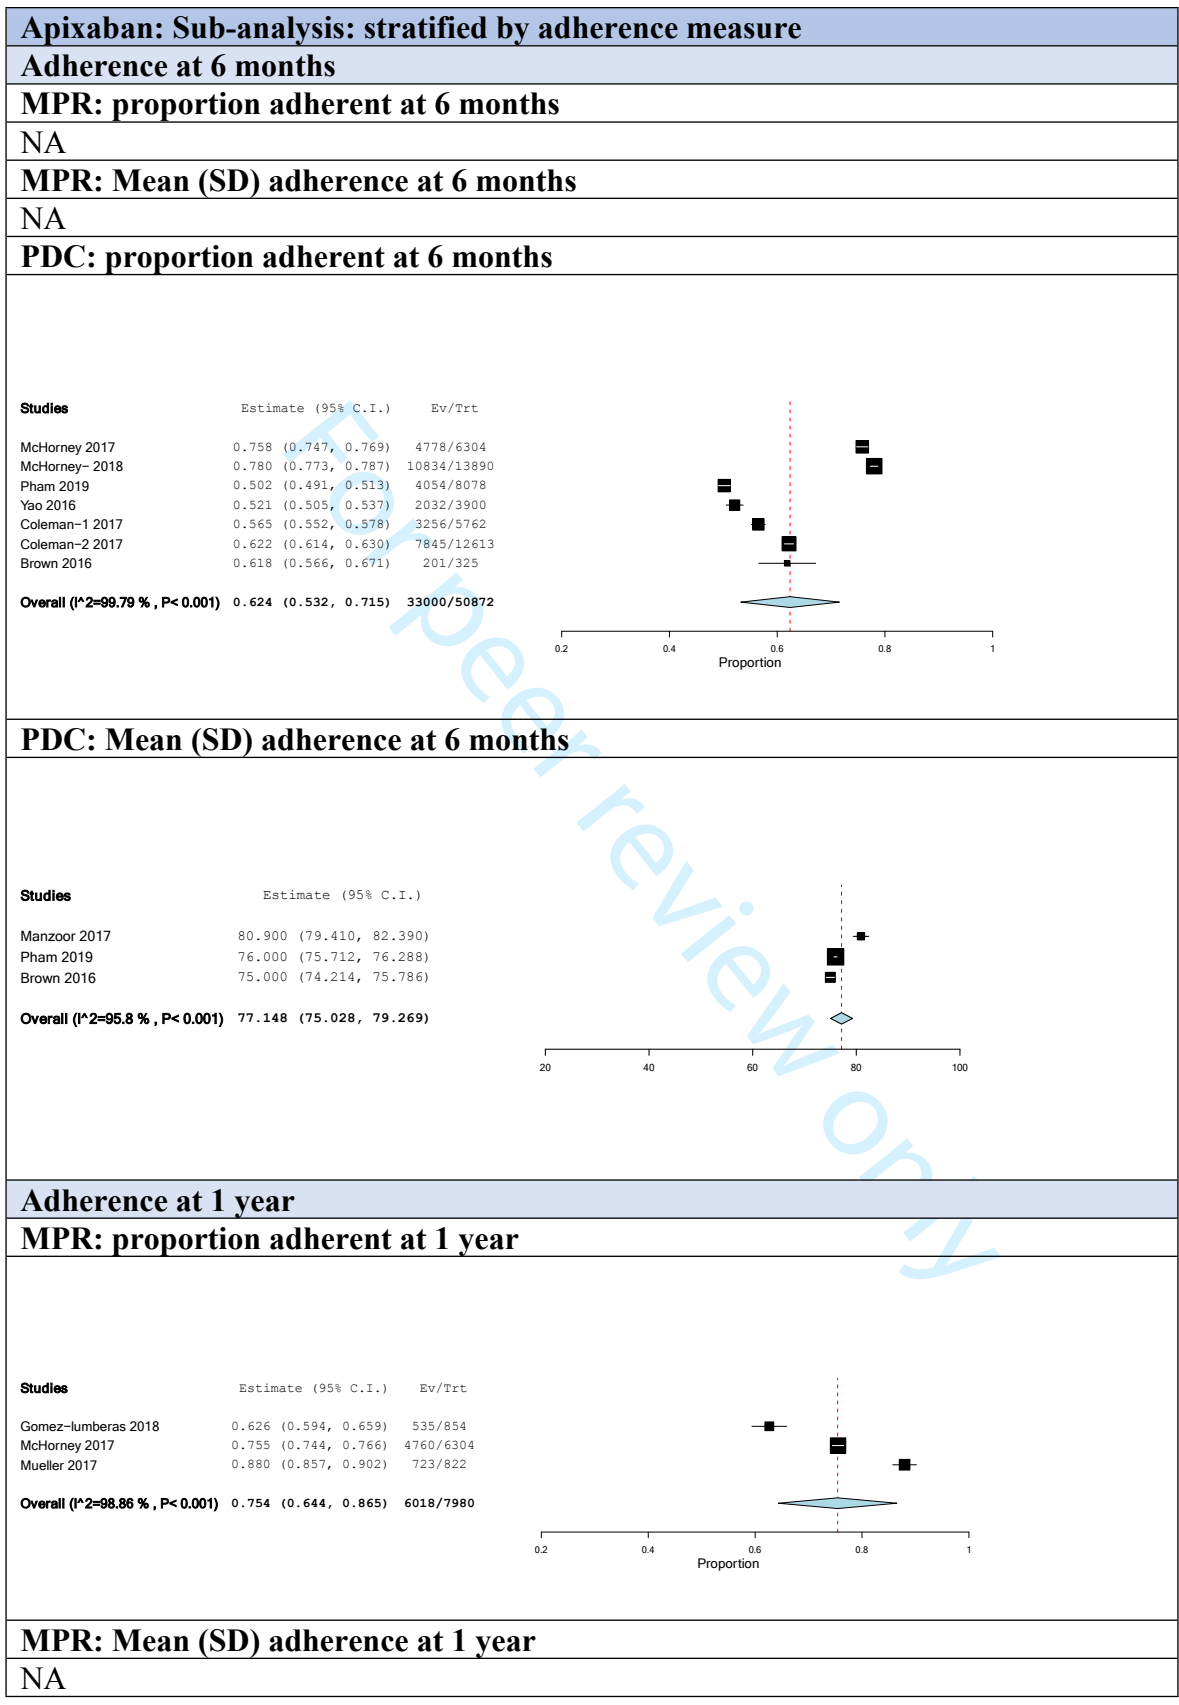 Apixaban: Sub-analysis: stratified by adherence measure
Adherence at 6 months
MPR: proportion adherent at 6 months
NA
MPR: Mean (SD) adherence at 6 months
NA
PDC: proportion adherent at 6 months
Studies Estimate (95% C.I.) Ev/Trt
McHorney 2017 0.758 (0.747, 0.769) 4778/6304
McHorney- 2018 0.780 (0.773, 0.787) 10834/13890
Pham 2019 0.502 (0.491, 0.513) 4054/8078
Yao 2016 0.521 (0.505, 0.537) 2032/3900
Coleman-1 2017 0.565 (0.552, 0.578) 3256/5762
Coleman-2 2017 0.622 (0.614, 0.630) 7845/12613
Brown 2016 0.618 (0.566, 0.671) 201/325
Overall (I^2=99.79 % , P< 0.001) 0.624 (0.532, 0.715) 33000/50872
0.2 0.4 0.6 0.8 1
Proportion
PDC: Mean (SD) adherence at 6 months
Studies Estimate (95% C.I.)
Manzoor 2017 80.900 (79.410, 82.390)
Pham 2019 76.000 (75.712, 76.288)
Brown 2016 75.000 (74.214, 75.786)
Overall (I^2=95.8 % , P< 0.001) 77.148 (75.028, 79.269)
20 40 60 80 100
Adherence at 1 year
MPR: proportion adherent at 1 year
Studies Estimate (95% C.I.) Ev/Trt
Gomez-lumberas 2018 0.626 (0.594, 0.659) 535/854
McHorney 2017 0.755 (0.744, 0.766) 4760/6304
Mueller 2017 0.880 (0.857, 0.902) 723/822
Overall (I^2=98.86 % , P< 0.001) 0.754 (0.644, 0.865) 6018/7980
0.2 0.4 0.6 0.8 1
Proportion
MPR: Mean (SD) adherence at 1 year
NA
For peer review only